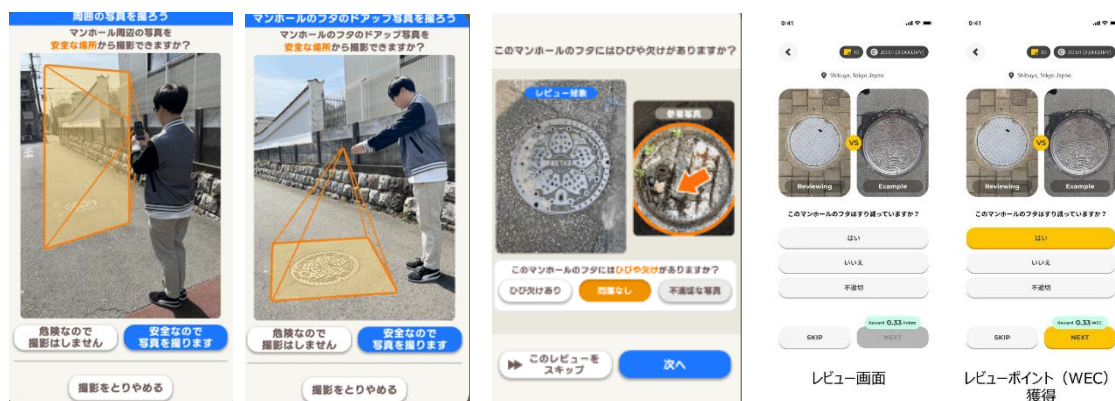 周囲の写真を撮ろう
マンホール周辺の写真を
安全な場所から撮影できますか？
危険なので
撮影はしません
安全なので
写真を撮ります
撮影をとりやめる
マンホールのフタのドアップ写真を撮ろう
マンホールのフタのドアップ写真を
安全な場所から撮影できますか？
危険なので
撮影はしません
安全なので
写真を撮ります
撮影をとりやめる
このマンホールのフタにはひびや欠けがありますか？
レビュー対象
参考写真
このマンホールのフタにはひびや欠けがありますか？
ひび欠けあり
問題なし
不適切な写真
このレビューを
スキップ
次へ
9:41
Shibuya, Tokyo Japan
VS
Reviewing
Example
このマンホールのフタはすり減っていますか？
はい
いいえ
不適切
Reward 0.33 Points
SKIP
NEXT
レビュー画面
9:41
Shibuya, Tokyo Japan
VS
Reviewing
Example
このマンホールのフタはすり減っていますか？
はい
いいえ
不適切
Reward 0.33 WEC
SKIP
NEXT
レビューポイント（WEC）
獲得